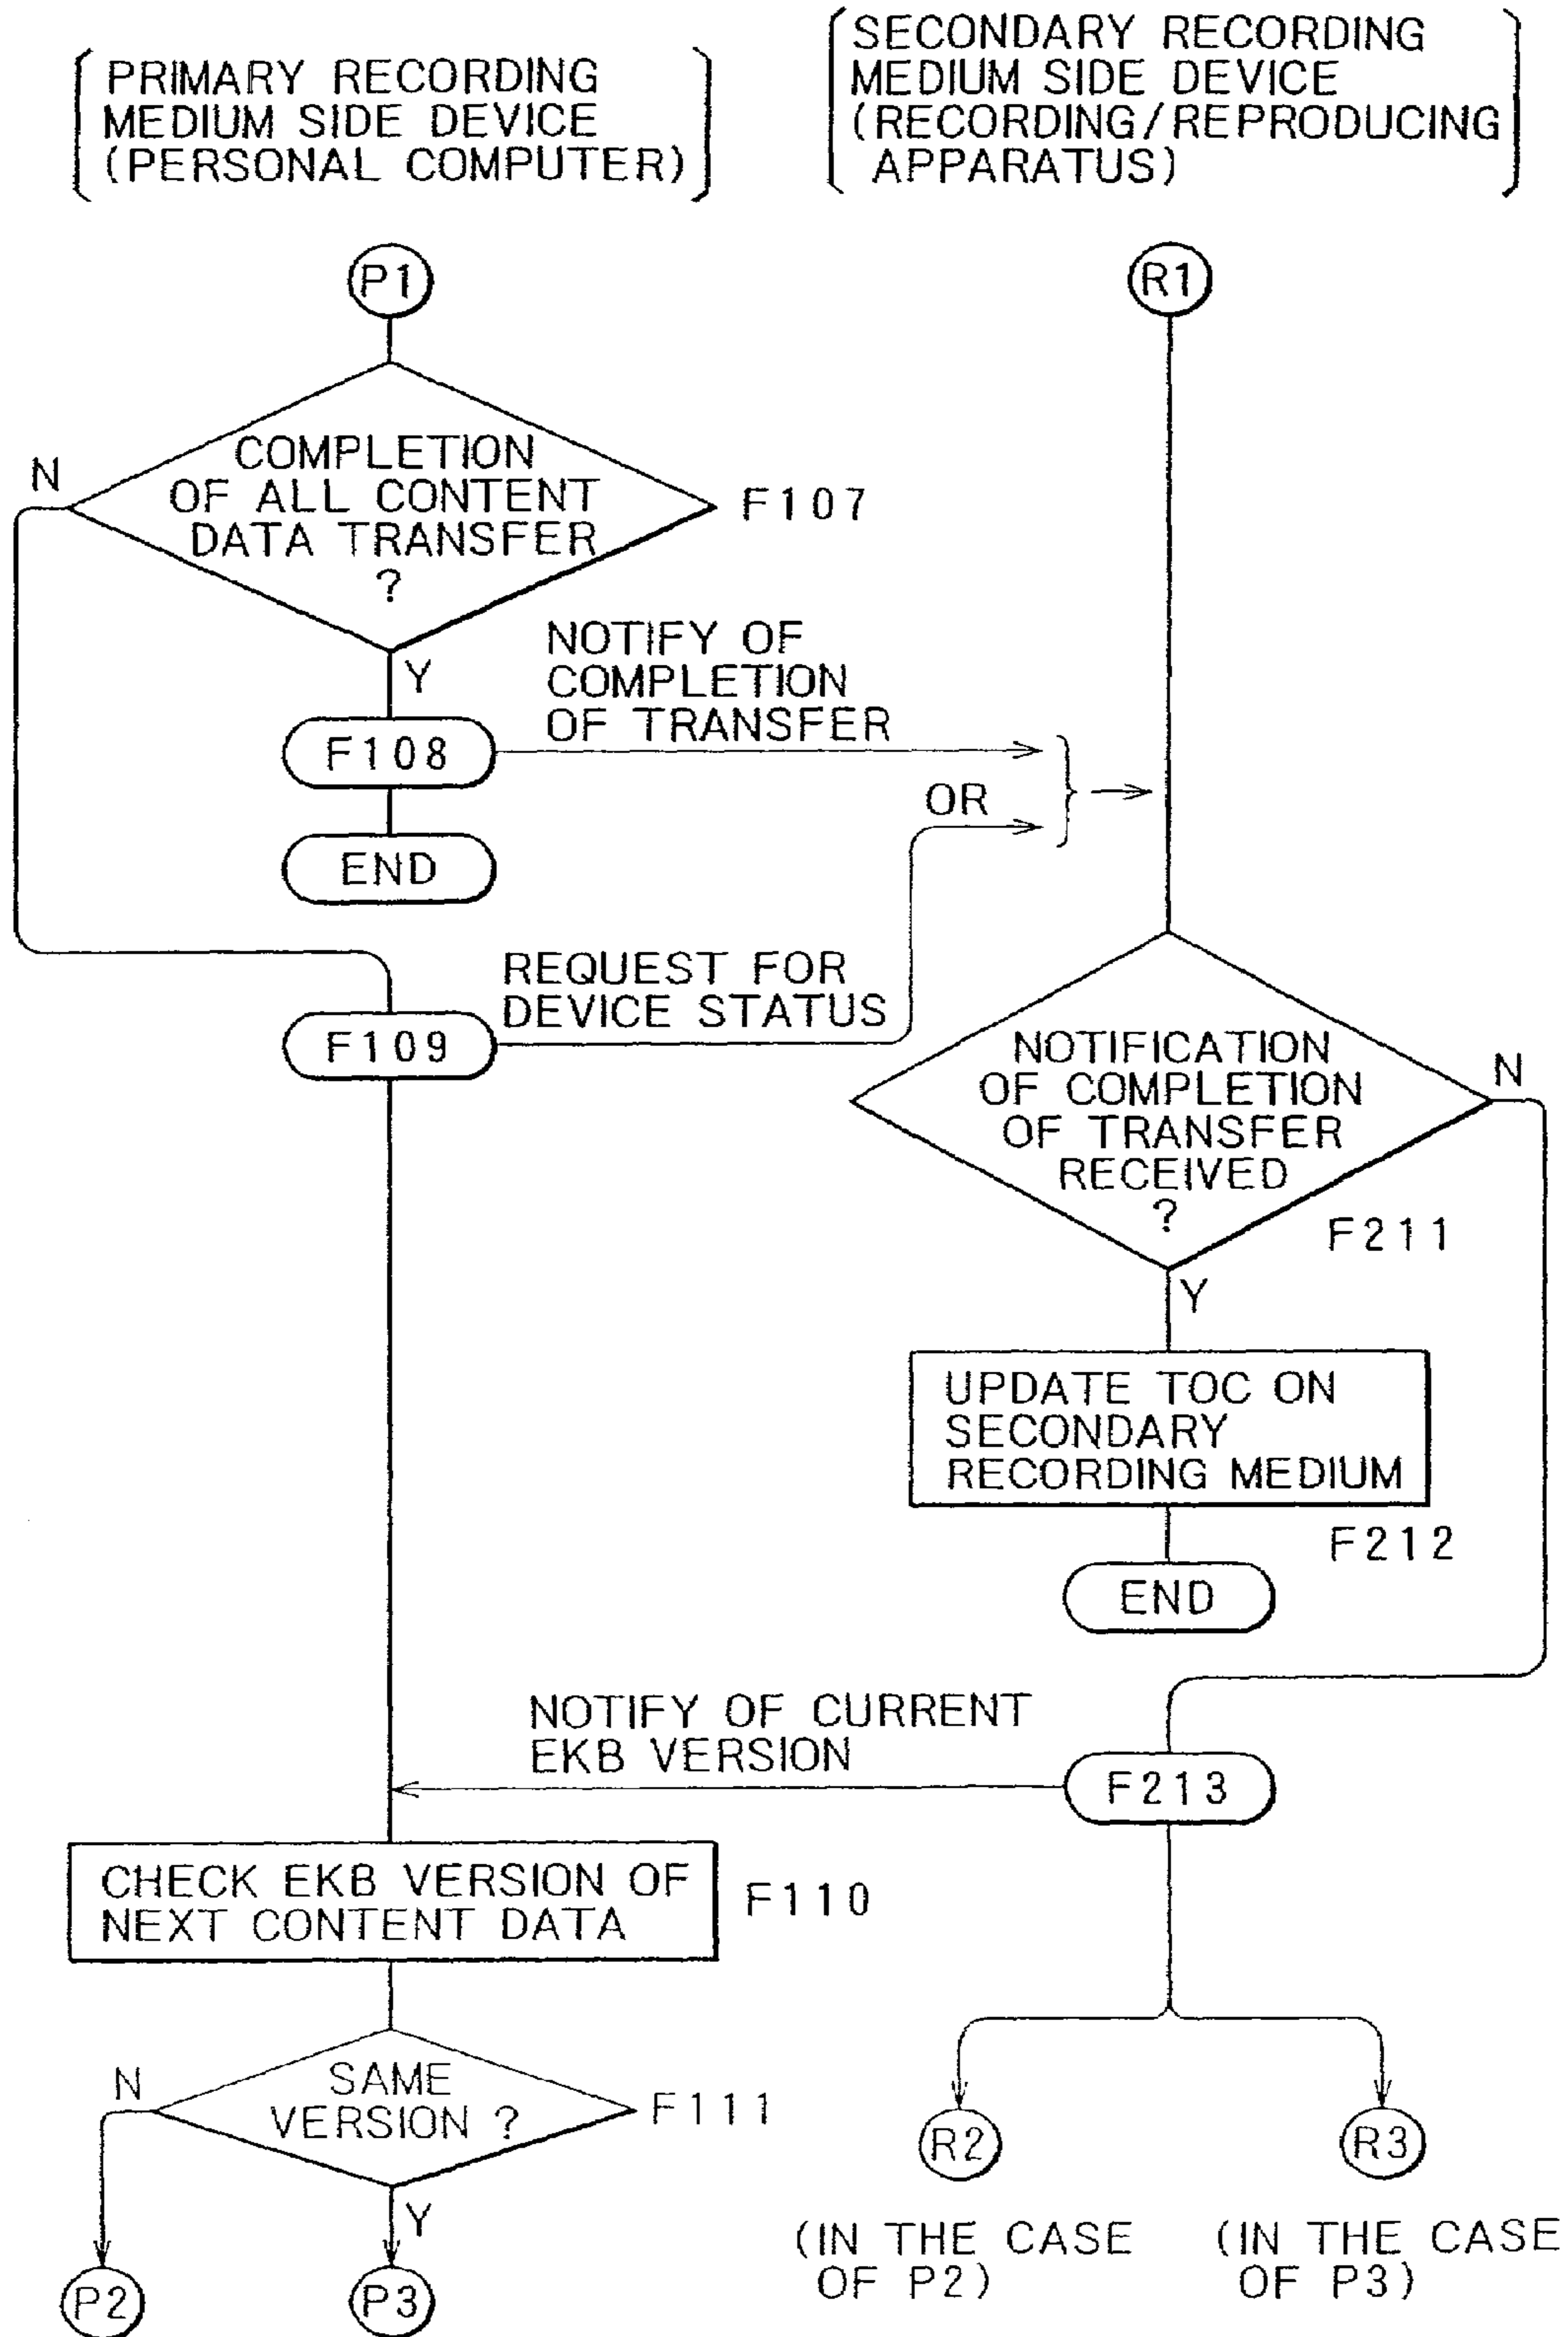 PRIMARY RECORDING
MEDIUM SIDE DEVICE
(PERSONAL COMPUTER)
SECONDARY RECORDING
MEDIUM SIDE DEVICE
(RECORDING/REPRODUCING
APPARATUS)
P1
R1
COMPLETION
OF ALL CONTENT
DATA TRANSFER
?
N
F107
Y
NOTIFY OF
COMPLETION
OF TRANSFER
F108
OR
END
REQUEST FOR
DEVICE STATUS
F109
NOTIFICATION
OF COMPLETION
OF TRANSFER
RECEIVED
?
N
F211
Y
UPDATE TOC ON
SECONDARY
RECORDING MEDIUM
F212
END
NOTIFY OF CURRENT
EKB VERSION
F213
CHECK EKB VERSION OF
NEXT CONTENT DATA
F110
SAME
VERSION ?
N
F111
Y
P2
P3
R2
R3
(IN THE CASE
OF P2)
(IN THE CASE
OF P3)